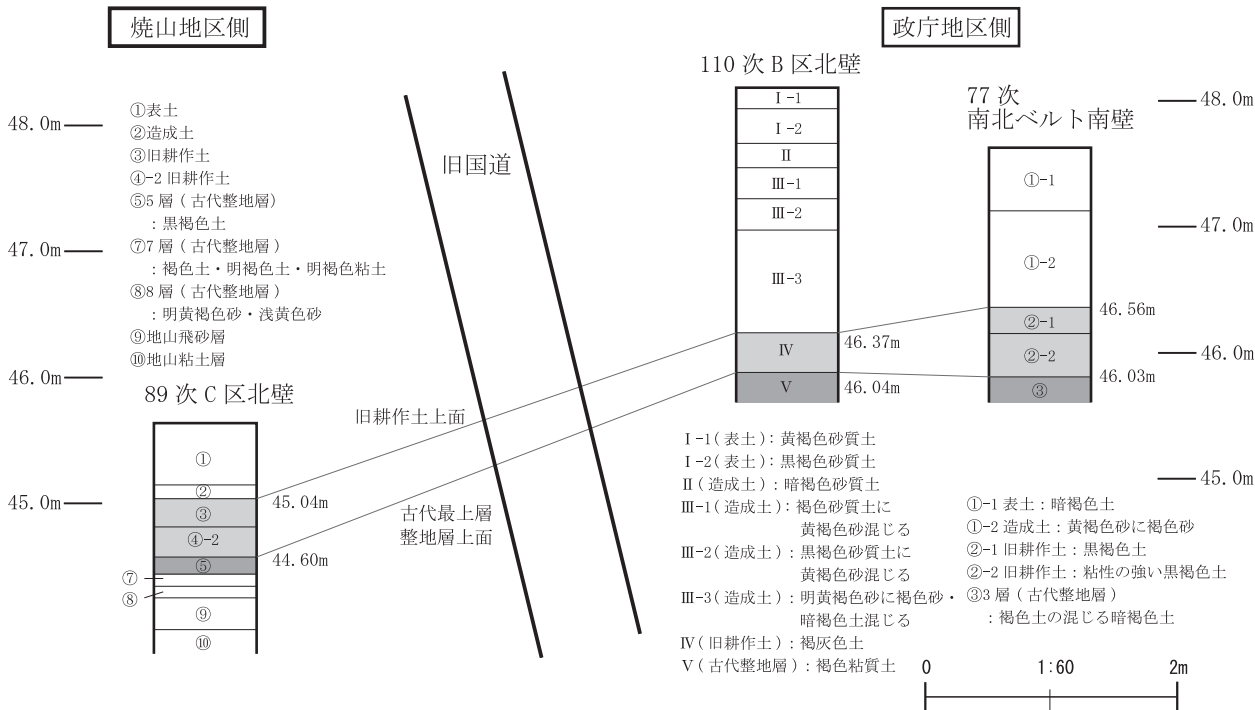 焼山地区側
政庁地区側
48.0m
47.0m
46.0m
45.0m
①表土
②造成土
③旧耕作土
④-2 旧耕作土
⑤5 層 ( 古代整地層)
: 黒褐色土
⑦7 層 ( 古代整地層 )
: 褐色土・明褐色土・明褐色粘土
⑧8 層 ( 古代整地層 )
: 明黄褐色砂・浅黄色砂
⑨地山飛砂層
⑩地山粘土層
89 次 C 区北壁
①
②
③
④-2
⑤
⑦
⑧
⑨
⑩
45.04m
44.60m
旧国道
旧耕作土上面
古代最上層
整地層上面
110 次 B 区北壁
Ⅰ-1
Ⅰ-2
Ⅱ
Ⅲ-1
Ⅲ-2
Ⅲ-3
Ⅳ
Ⅴ
46.37m
46.04m
77 次
南北ベルト南壁
①-1
①-2
②-1
②-2
③
46.56m
46.03m
48.0m
47.0m
46.0m
45.0m
Ⅰ-1( 表土 ): 黄褐色砂質土
Ⅰ-2( 表土 ): 黒褐色砂質土
Ⅱ ( 造成土 ): 暗褐色砂質土
Ⅲ-1( 造成土 ): 褐色砂質土に
黄褐色砂混じる
Ⅲ-2( 造成土 ): 黒褐色砂質土に
黄褐色砂混じる
Ⅲ-3( 造成土 ): 明黄褐色砂に褐色砂・
暗褐色土混じる
Ⅳ ( 旧耕作土 ): 褐灰色土
Ⅴ ( 古代整地層 ): 褐色粘質土
①-1 表土 : 暗褐色土
①-2 造成土 : 黄褐色砂に褐色砂
②-1 旧耕作土 : 黒褐色土
②-2 旧耕作土 : 粘性の強い黒褐色土
③3 層 ( 古代整地層 )
: 褐色土の混じる暗褐色土
0 1:60 2m